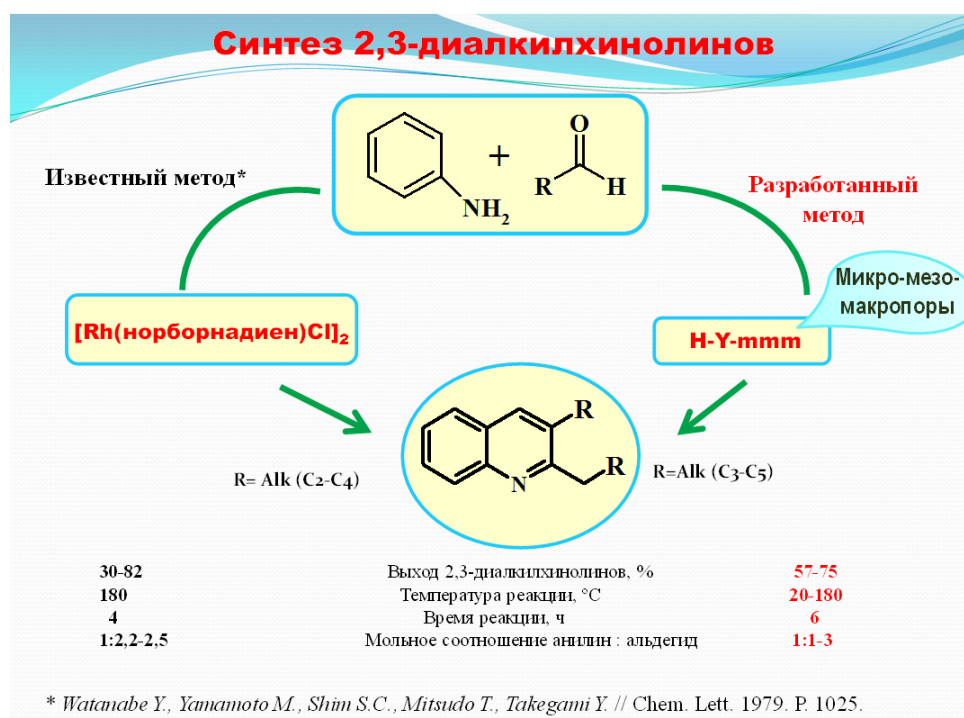 Синтез 2,3-диалкилхинолинов
Известный метод*
NH2
+
O
R
H
Разработанный
метод
Микро-мезо-
макропоры
[Rh(норборнадиен)Cl]2
H-Y-mmm
R
R
N
R= Alk (C2-C4)
R=Alk (C3-C5)
30-82 Выход 2,3-диалкилхинолинов, % 57-75
180 Температура реакции, °C 20-180
4 Время реакции, ч 6
1:2,2-2,5 Мольное соотношение анилин : альдегид 1:1-3
* Watanabe Y., Yamamoto M., Shim S.C., Mitsudo T., Takegami Y. // Chem. Lett. 1979. P. 1025.